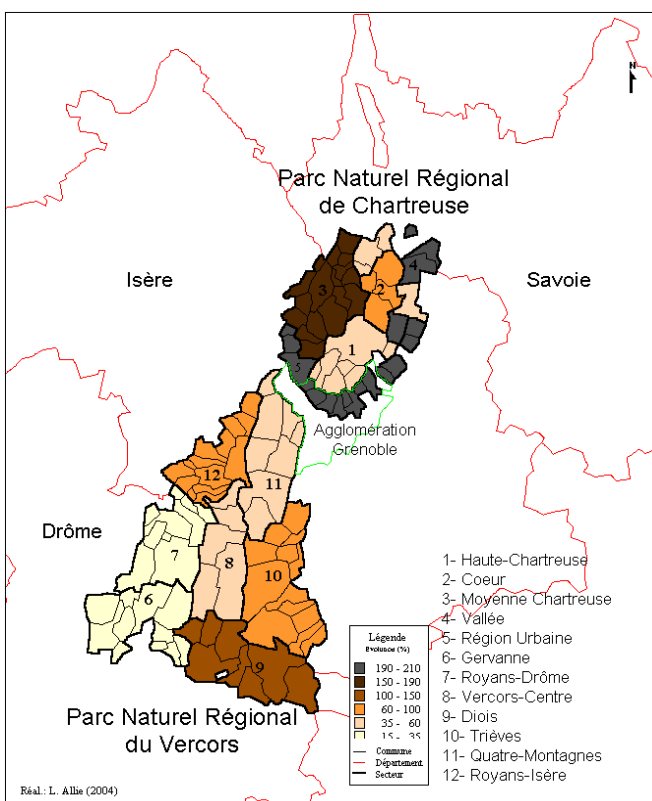 N
Parc Naturel Régional
de Chartreuse
Isère
Savoie
4
2
3
1
5
Agglomération
Grenoble
12
11
Drôme
7
8
10
6
9
1- Haute-Chartreuse
2- Coeur
3- Moyenne Chartreuse
4- Vallée
5- Région Urbaine
6- Gervanne
7- Royans-Drôme
8- Vercors-Centre
9- Diois
10- Trièves
11- Quatre-Montagnes
12- Royans-Isère
Légende
Evolution (%)
190 - 210
150 - 190
100 - 150
60 - 100
35 - 60
15 - 35
Commune
Département
Secteur
Parc Naturel Régional
du Vercors
Réal.: L. Allie (2004)